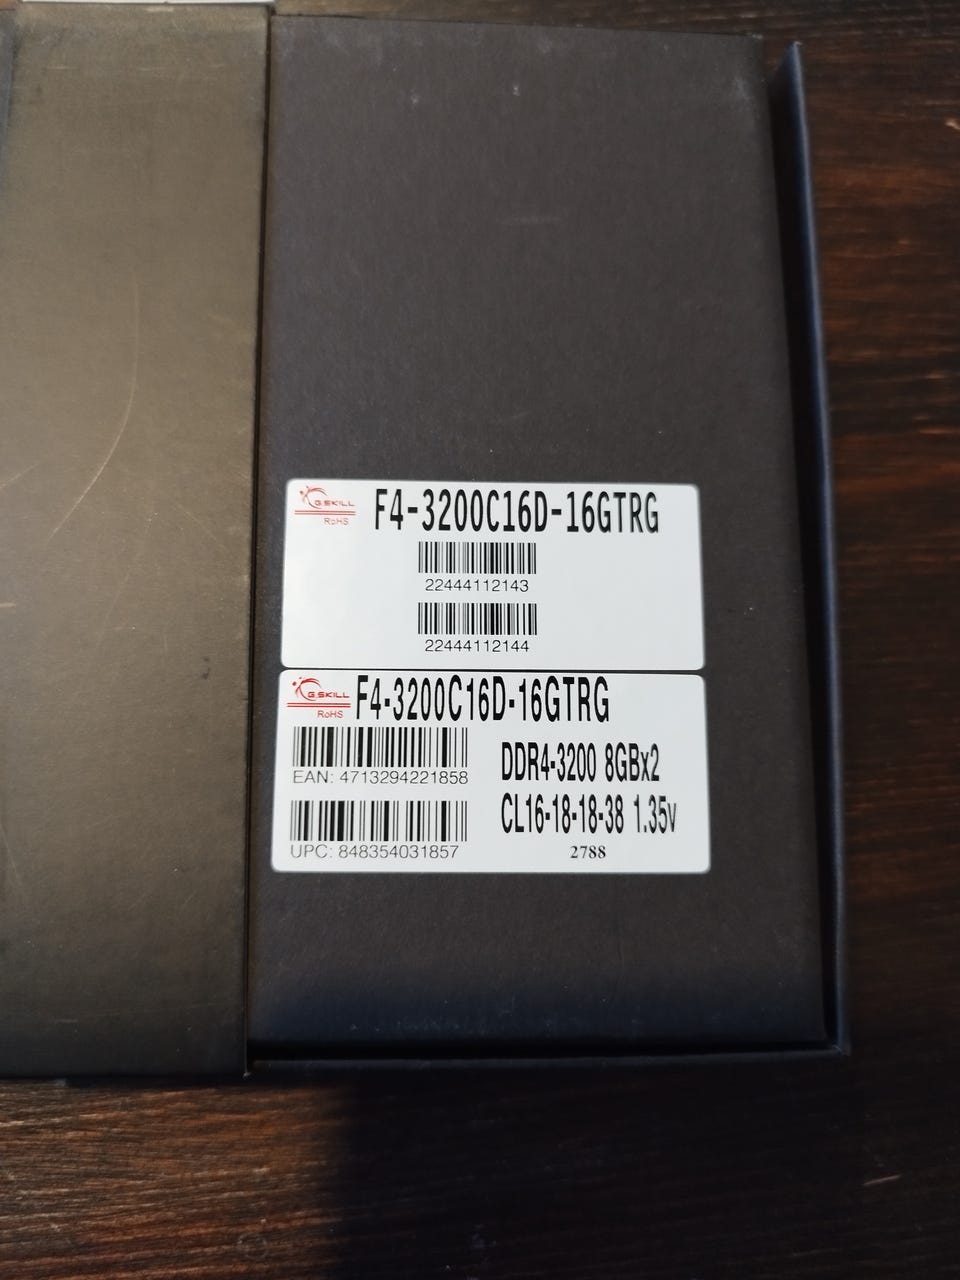 G.SKILL
RoHS
F4-3200C16D-16GTRG
22444112143
22444112144
G.SKILL
RoHS
F4-3200C16D-16GTRG
EAN: 4713294221858
DDR4-3200 8GBx2
CL16-18-18-38 1.35v
UPC: 848354031857
2788